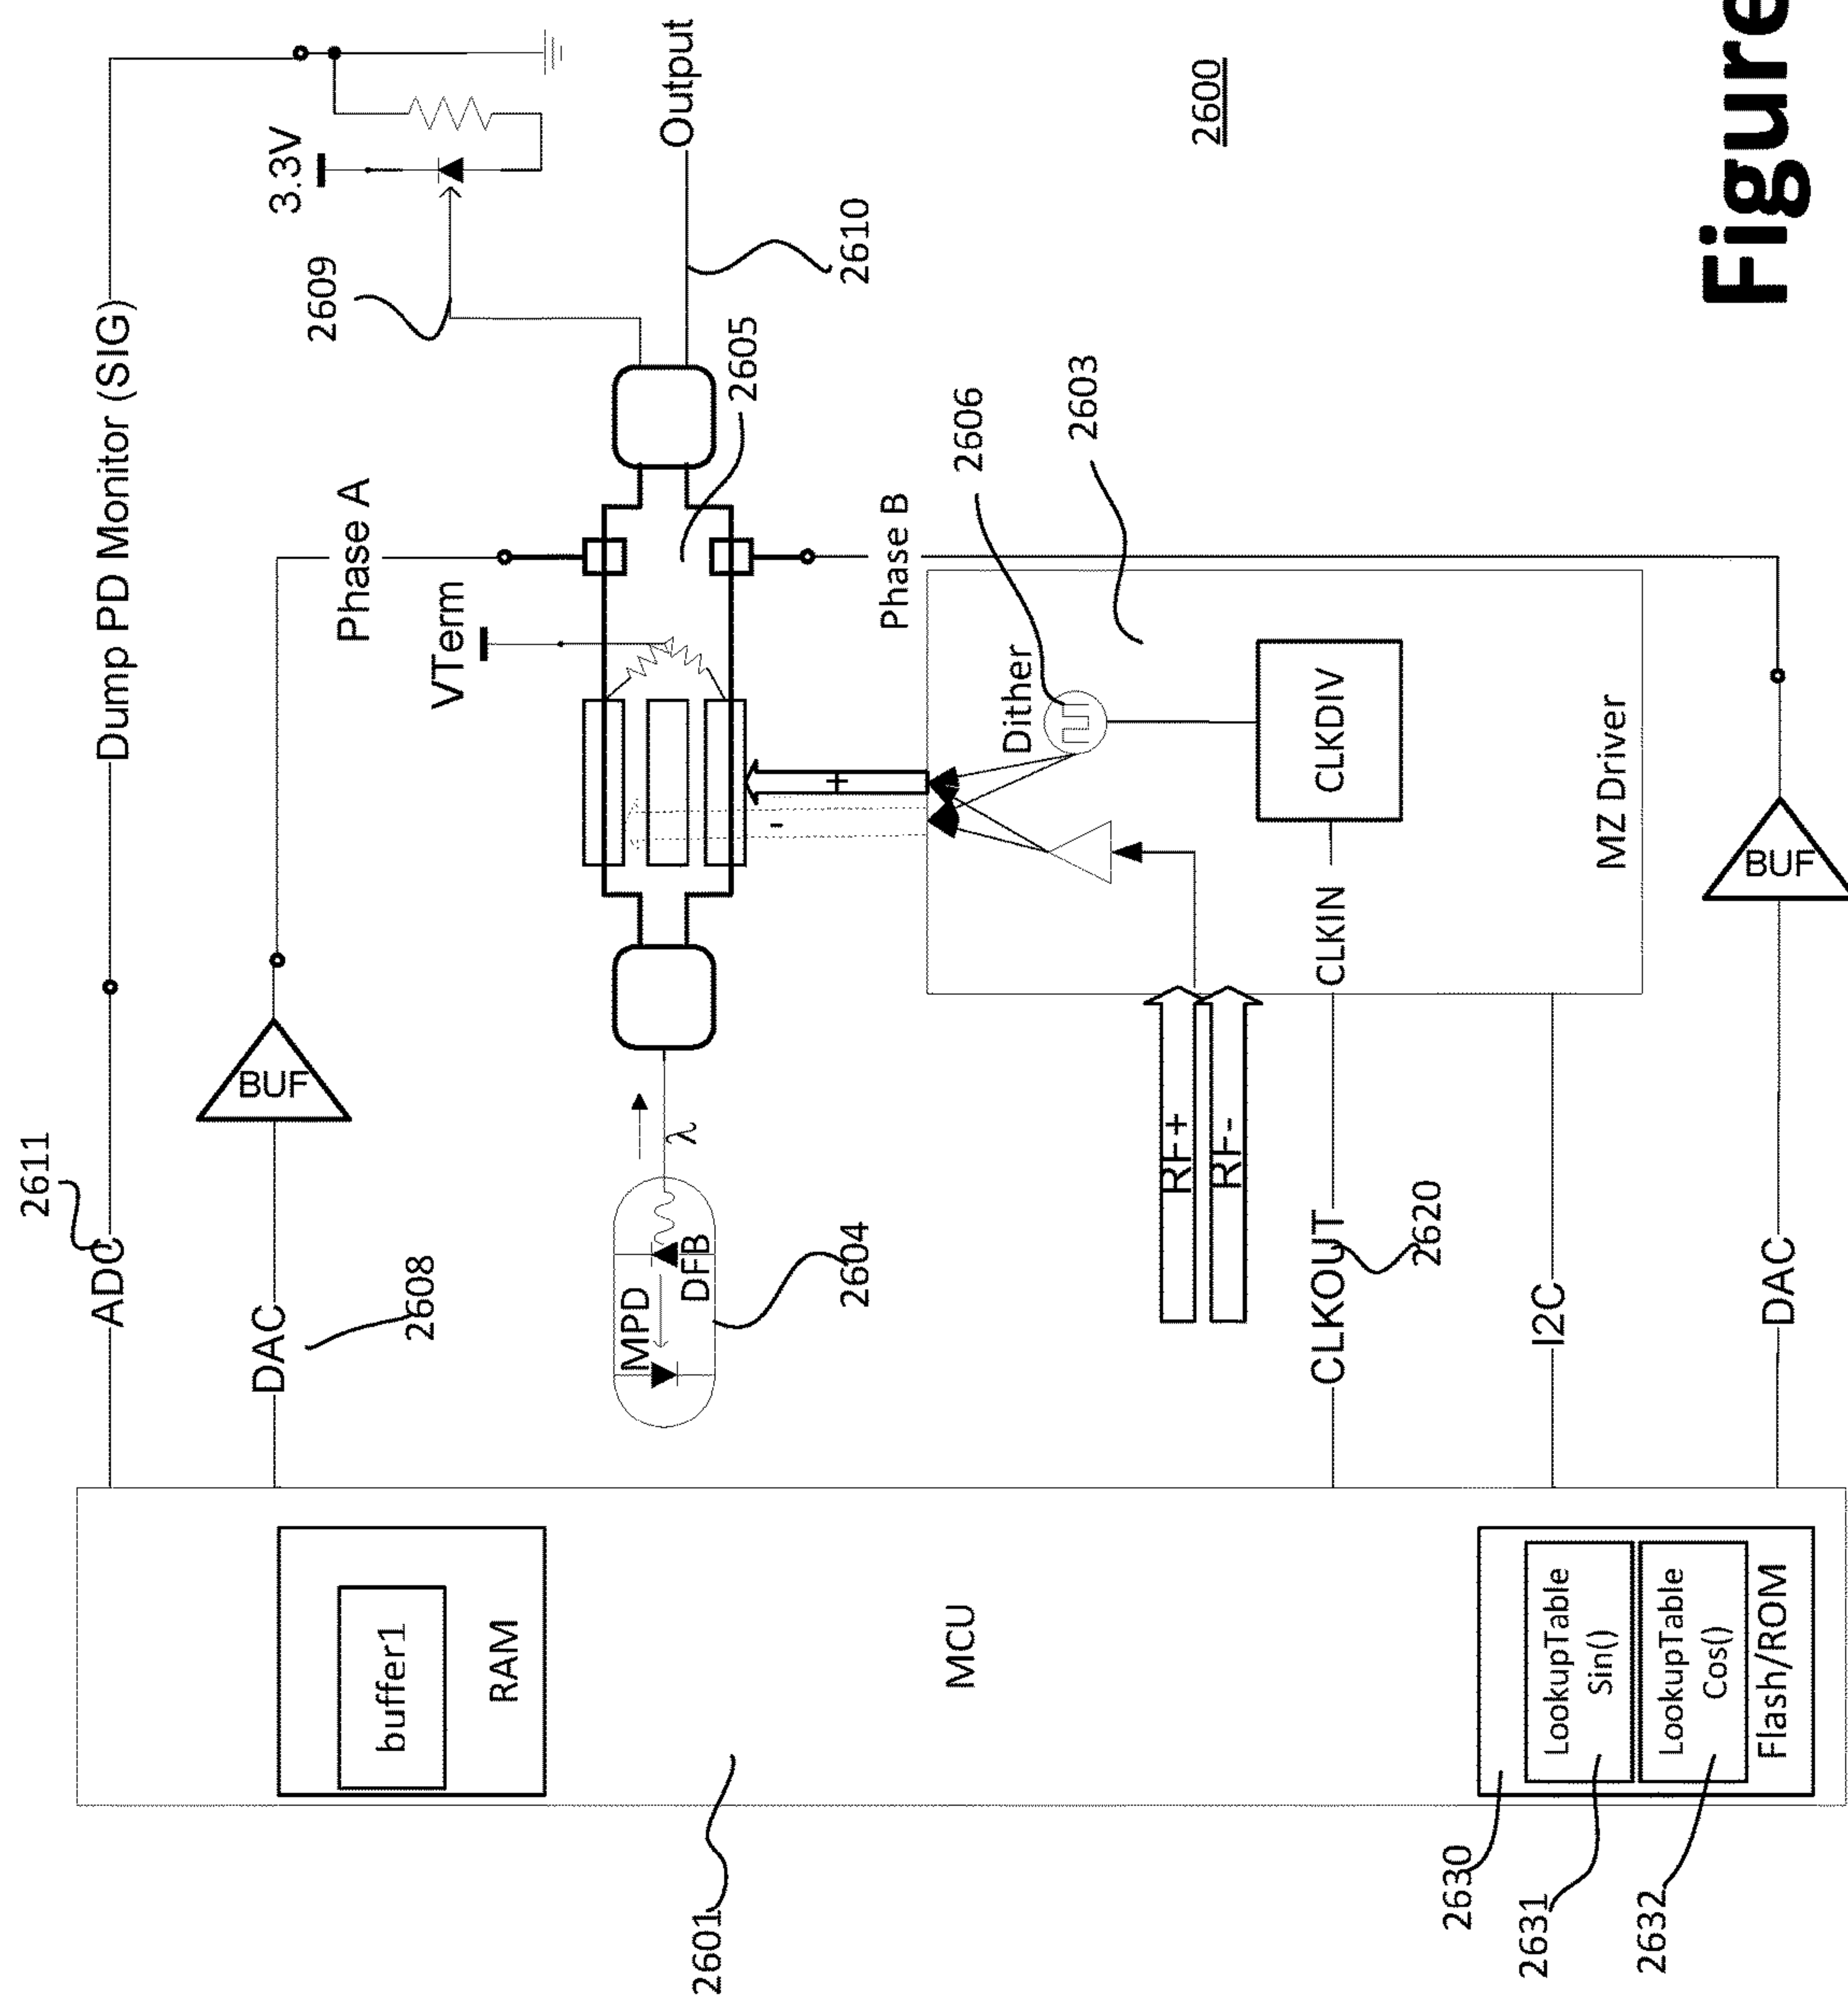 2611
ADC
Dump PD Monitor (SIG)
DAC
2608
BUF
Phase A
3.3V
2609
VTerm
MPD
DFB
λ
2604
2605
Output
2610
2600
Phase B
+
-
Dither
2606
2603
RF+
RF-
CLKOUT
2620
CLKIN
CLKDIV
MZ Driver
I2C
DAC
BUF
buffer1
RAM
MCU
2601
2630
LookupTable
Sin()
2631
LookupTable
Cos()
2632
Flash/ROM
Figure